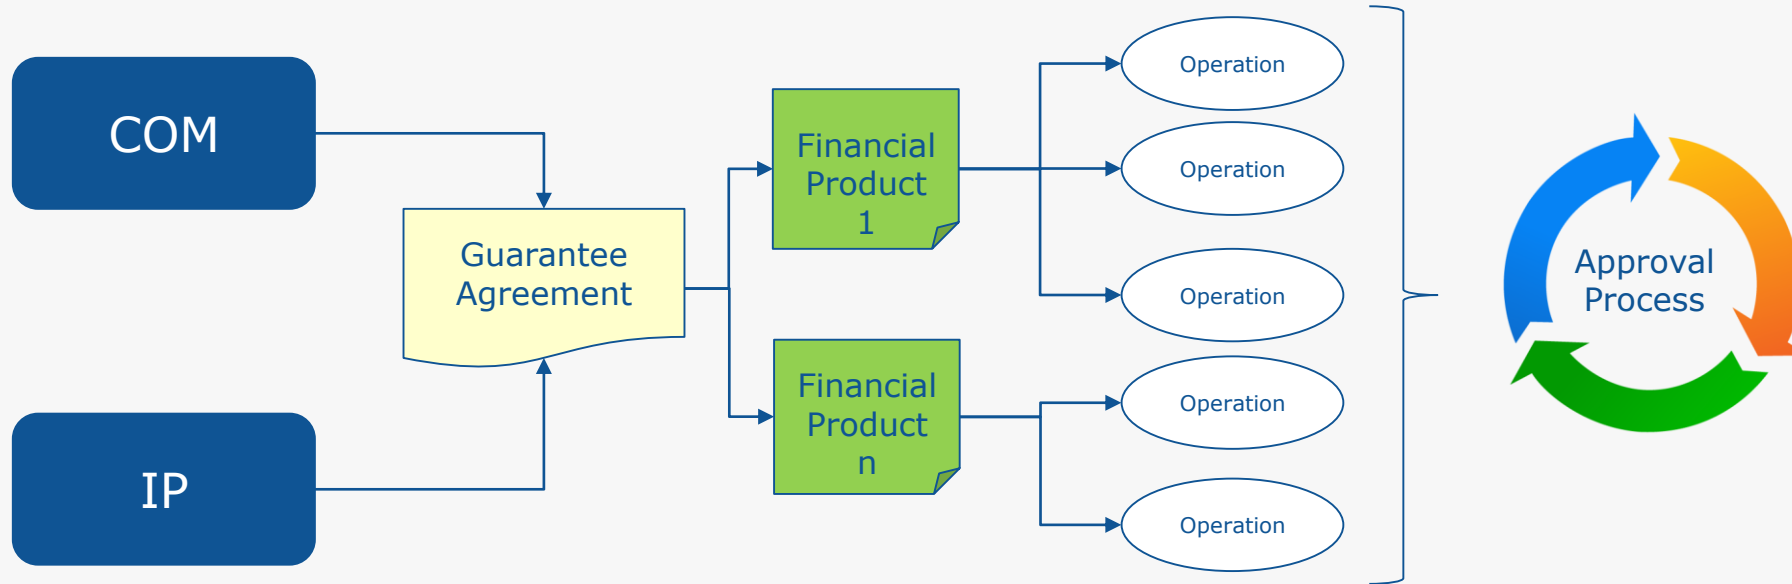 COM
IP
Guarantee
Agreement
Financial
Product
1
Financial
Product
n
Operation
Operation
Operation
Operation
Operation
Approval
Process